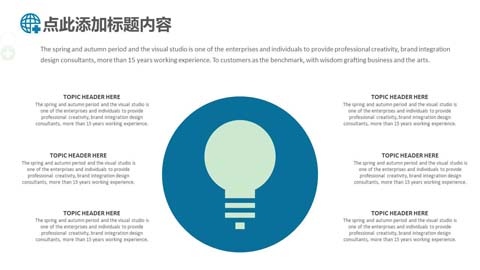 点此添加标题内容
The spring and autumn period and the visual studio is one of the enterprises and individuals to provide professional creativity, brand integration
design consultants, more than 15 years working experience. To customers as the benchmark, with wisdom grafting business and the arts.
TOPIC HEADER HERE
The spring and autumn period and the visual studio is
one of the enterprises and individuals to provide
professional creativity, brand integration design
consultants, more than 15 years working experience.
TOPIC HEADER HERE
The spring and autumn period and the visual studio is
one of the enterprises and individuals to provide
professional creativity, brand integration design
consultants, more than 15 years working experience.
TOPIC HEADER HERE
The spring and autumn period and the visual studio is
one of the enterprises and individuals to provide
professional creativity, brand integration design
consultants, more than 15 years working experience.
TOPIC HEADER HERE
The spring and autumn period and the visual studio is
one of the enterprises and individuals to provide
professional creativity, brand integration design
consultants, more than 15 years working experience.
TOPIC HEADER HERE
The spring and autumn period and the visual studio is
one of the enterprises and individuals to provide
professional creativity, brand integration design
consultants, more than 15 years working experience.
TOPIC HEADER HERE
The spring and autumn period and the visual studio is
one of the enterprises and individuals to provide
professional creativity, brand integration design
consultants, more than 15 years working experience.